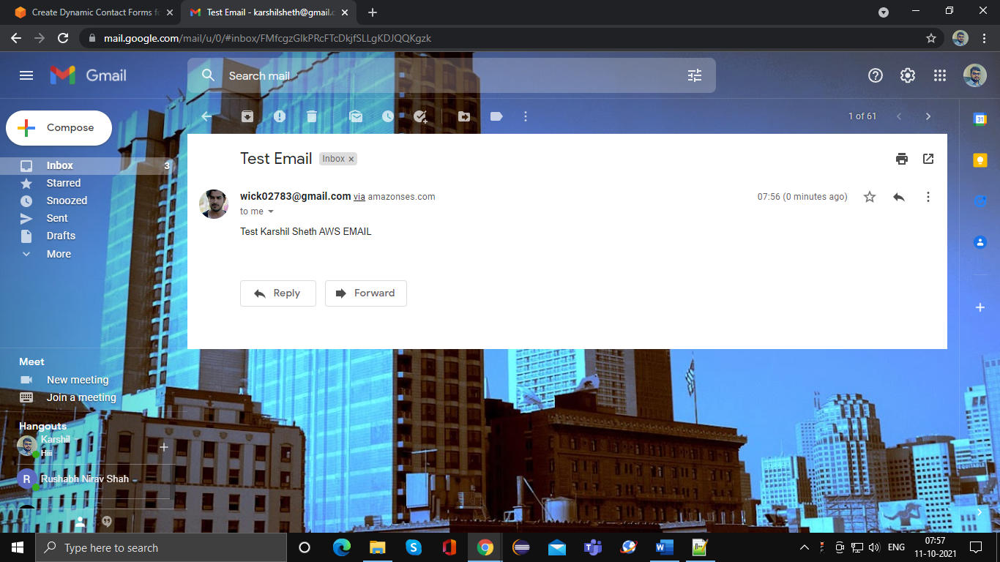 Create Dynamic Contact Forms fo
Test Email - karshilsheth@gmail.c
mail.google.com/mail/u/0/#inbox/FMfcgzGlkPRcFTcDkjfSLLgKDJQQKgzk
Gmail
Search mail
Compose
1 of 61
Inbox 3
Starred
Snoozed
Sent
Drafts
More
Test Email Inbox x
wick02783@gmail.com via amazonses.com 07:56 (0 minutes ago)
to me
Test Karshil Sheth AWS EMAIL
Reply Forward
31
Meet
New meeting
Join a meeting
Hangouts
Karshil
Hiii
R Rushabh Nirav Shah
Type here to search
ENG
07:57
11-10-2021